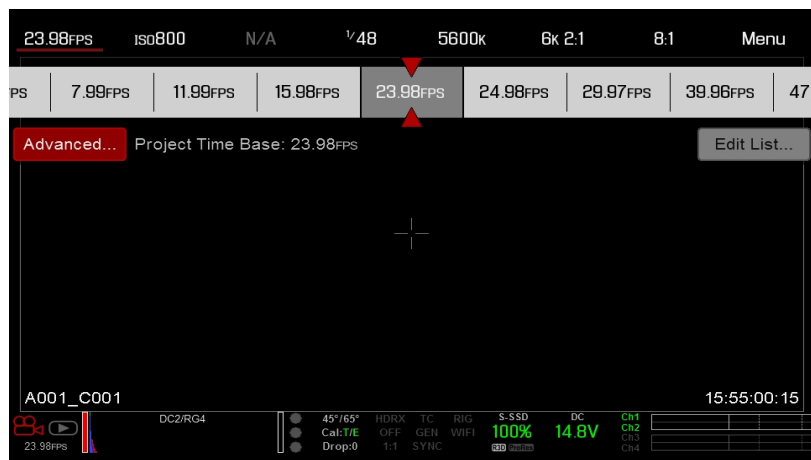 23.98FPS ISO800 N/A 1/48 5600K 6K 2:1 8:1 Menu
PS 7.99FPS 11.99FPS 15.98FPS 23.98FPS 24.98FPS 29.97FPS 39.96FPS 47
Advanced... Project Time Base: 23.98FPS Edit List...
A001_C001 15:55:00:15
DC2/RG4 45°/65° HDRX TC RIG S-SSD DC Ch1
Cal:T/E OFF GEN WIFI 100% 14.8V Ch2
23.98FPS Drop:0 1:1 SYNC R3D ProRes Ch3
Ch4